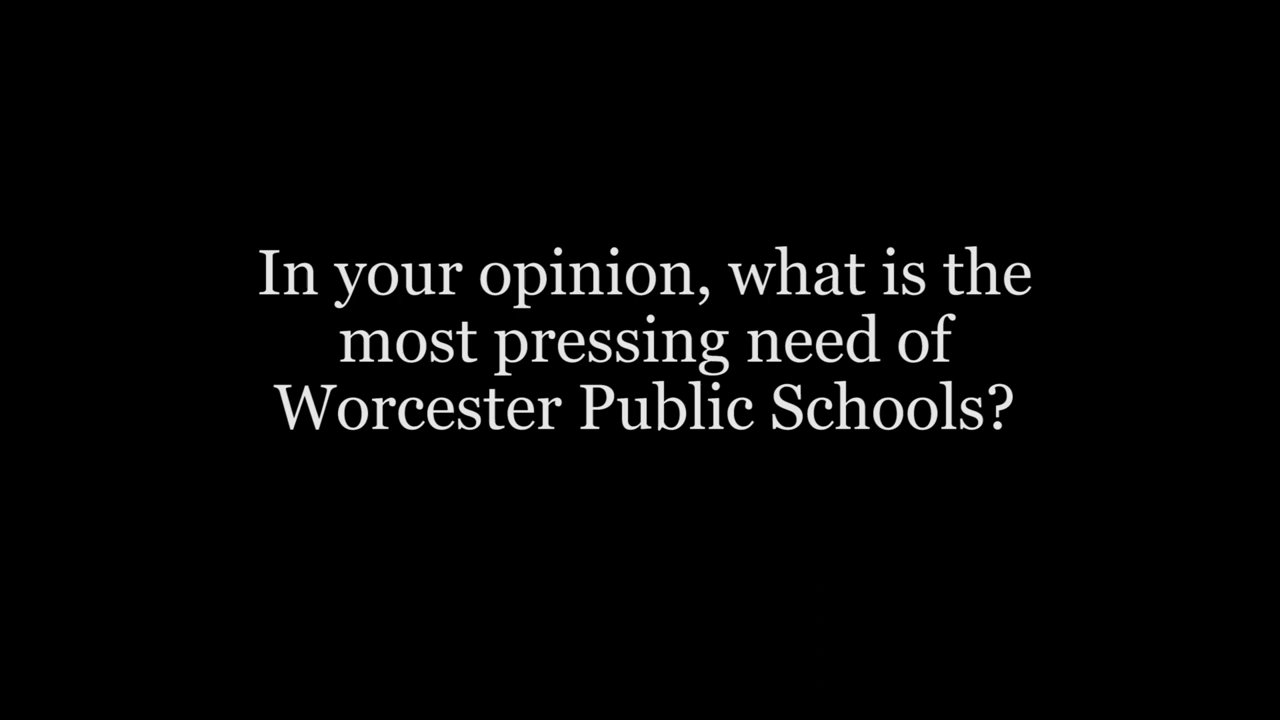 In your opinion, what is the
most pressing need of
Worcester Public Schools?